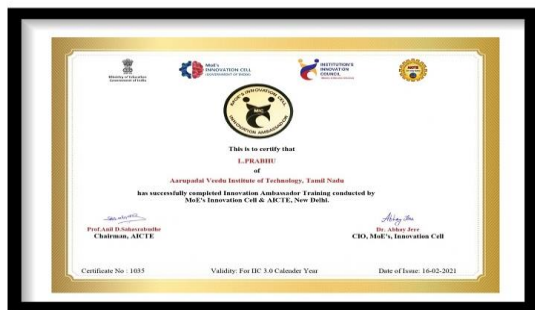 Ministry of Education
Government of India
MoE's
INNOVATION CELL
(GOVERNMENT OF INDIA)
INSTITUTION'S
INNOVATION
COUNCIL
MOE'S INNOVATION CELL
INNOVATION AMBASSADOR
This is to certify that
L.PRABHU
of
Aarupadai Veedu Institute of Technology, Tamil Nadu
has successfully completed Innovation Ambassador Training conducted by
MoE's Innovation Cell & AICTE, New Delhi.
Prof.Anil D.Sahasrabudhe
Chairman, AICTE
Dr. Abhay Jere
CIO, MoE's, Innovation Cell
Certificate No : 1035
Validity: For IIC 3.0 Calender Year
Date of Issue: 16-02-2021